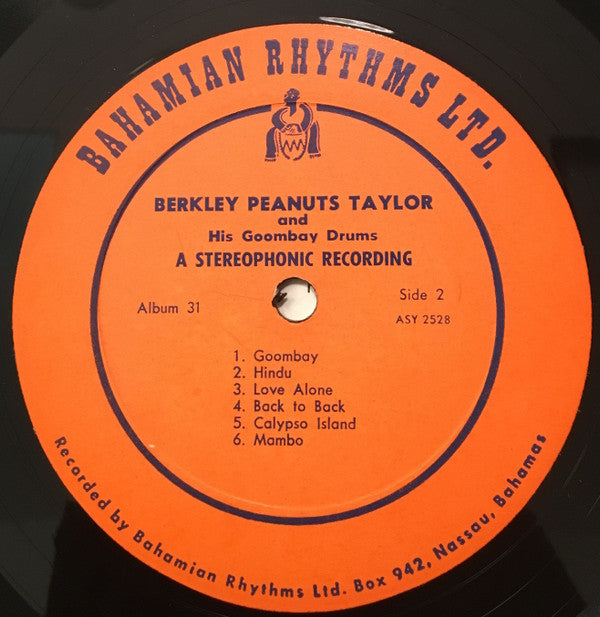 BAHAMIAN RHYTHMS LTD.
BERKLEY PEANUTS TAYLOR
and
His Goombay Drums
A STEREOPHONIC RECORDING
Album 31
Side 2
ASY 2528
1. Goombay
2. Hindu
3. Love Alone
4. Back to Back
5. Calypso Island
6. Mambo
Recorded by Bahamian Rhythms Ltd. Box 942, Nassau, Bahamas